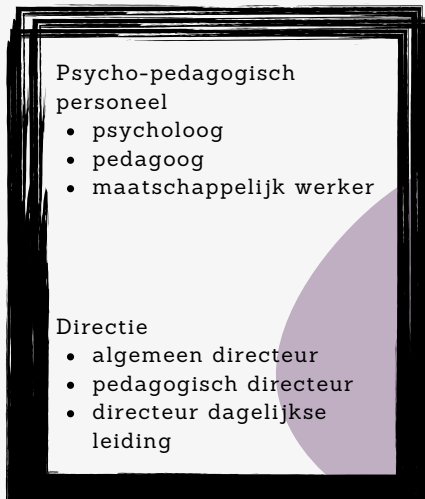 Psycho-pedagogisch
personeel
• psycholoog
• pedagoog
• maatschappelijk werker
Directie
• algemeen directeur
• pedagogisch directeur
• directeur dagelijkse
leiding